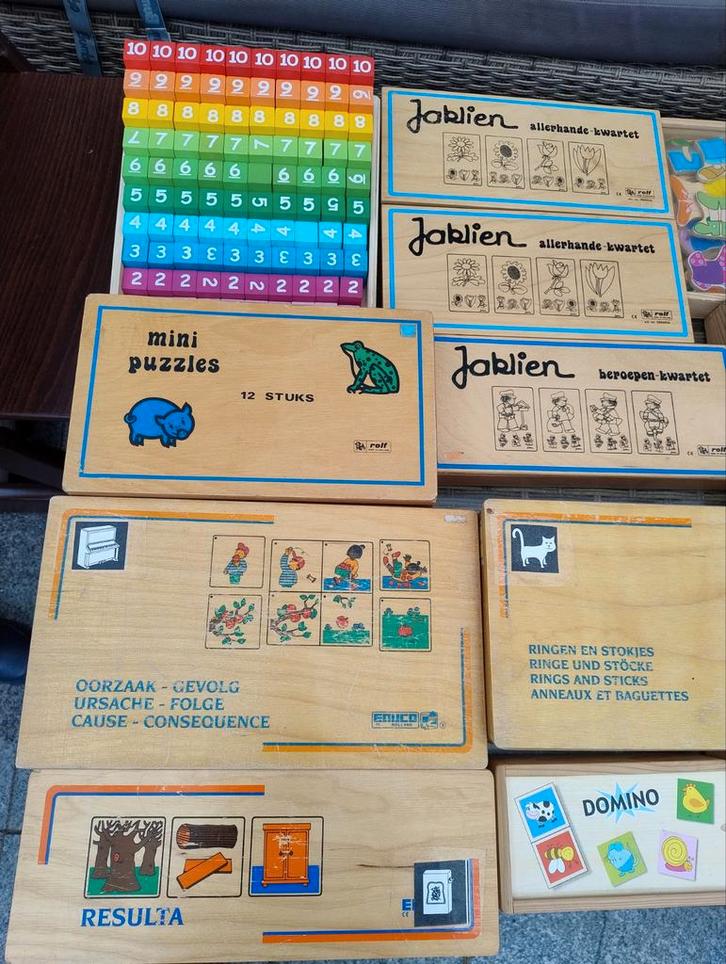 10 10 10 10 10 10 10 10 10 10
9 9 9 9 9 9 9 9 9 9
8 8 8 8 8 8 8 8 8 8
7 7 7 7 7 7 7 7 7 7
6 6 6 6 6 6 6 6 6
5 5 5 5 5 5 5 5 5 5
4 4 4 4 4 4 4 4 4
3 3 3 3 3 3 3 3 3 3
2 2 2 2 2 2 2 2 2 2
Jaklien allerhande-kwartet
rolf
Jaklien allerhande-kwartet
rolf
Jaklien beroepen-kwartet
rolf
mini
puzzles
12 STUKS
rolf
OORZAAK - GEVOLG
URSACHE - FOLGE
CAUSE - CONSEQUENCE
EDUCO
HOLLAND
RINGEN EN STOKJES
RINGE UND STÖCKE
RINGS AND STICKS
ANNEAUX ET BAGUETTES
RESULTA
DOMINO